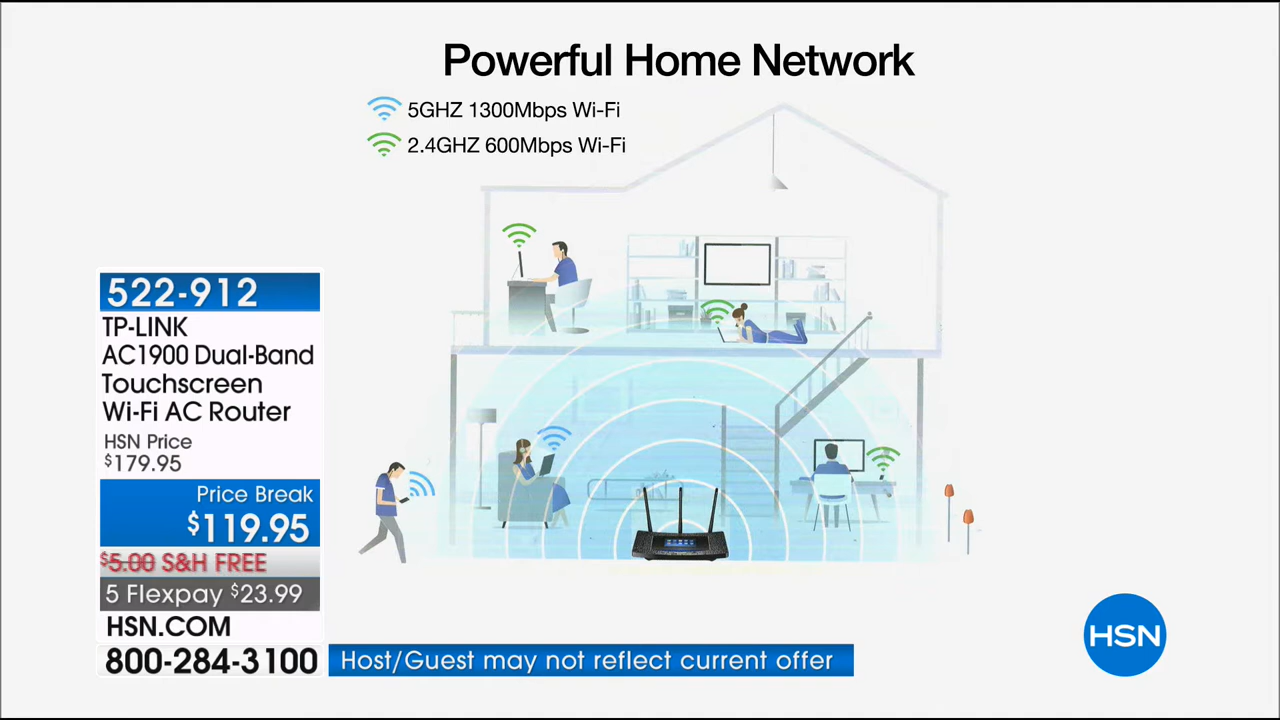 Powerful Home Network
5GHZ 1300Mbps Wi-Fi
2.4GHZ 600Mbps Wi-Fi
522-912
TP-LINK
AC1900 Dual-Band
Touchscreen
Wi-Fi AC Router
HSN Price
$179.95
Price Break
$119.95
$5.00 S&H FREE
5 Flexpay $23.99
HSN.COM
800-284-3100
Host/Guest may not reflect current offer
HSN